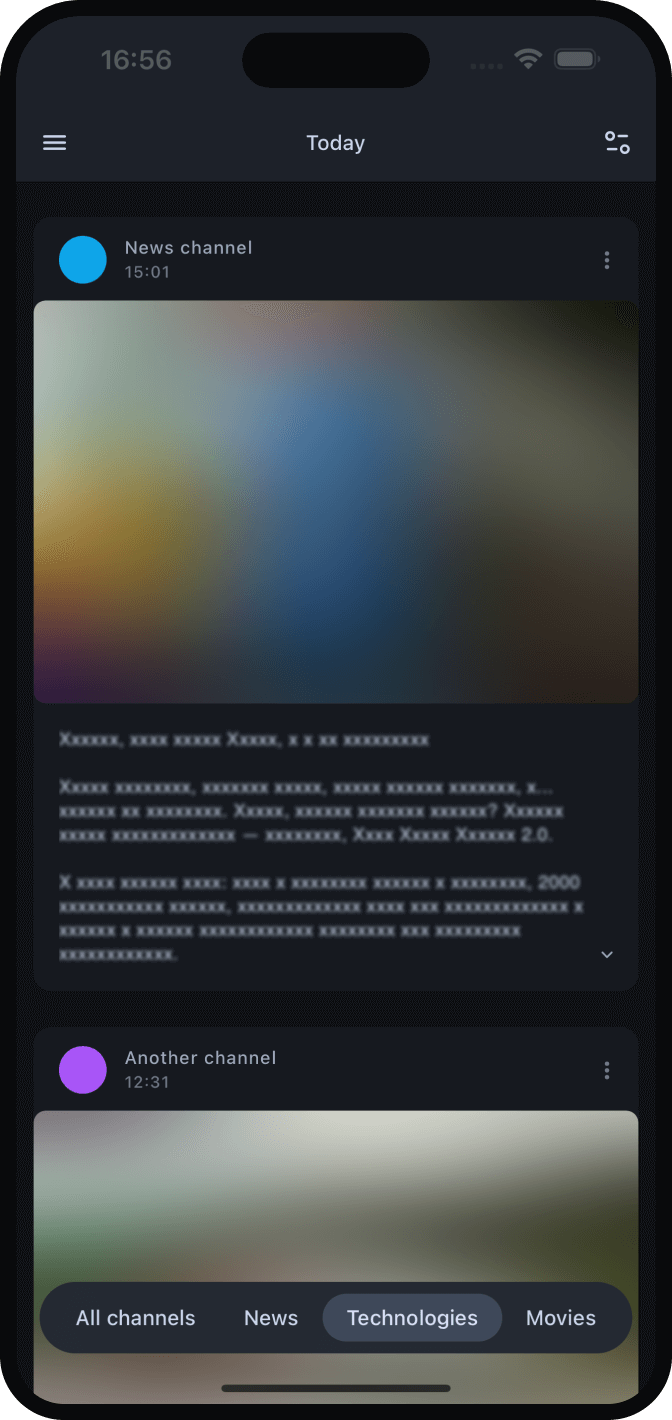 16:56
Today
News channel
15:01
Xxxxxx, xxxx xxxxx Xxxxx, x x xx xxxxxxxxx
Xxxxx xxxxxxxx, xxxxxxx xxxxx, xxxxx xxxxxx xxxxxxx, x...
xxxxxx xx xxxxxxxx. Xxxxx, xxxxxx xxxxxxx xxxxxx? Xxxxxx
xxxxx xxxxxxxxxxxxx — xxxxxxxx, Xxxx Xxxxx Xxxxxx 2.0.
X xxxx xxxxxx xxxx: xxxx x xxxxxxxx xxxxxx x xxxxxxxx, 2000
xxxxxxxxxxx xxxxxx, xxxxxxxxxxxxx xxxx xxx xxxxxxxxxxxxx x
xxxxxx x xxxxxx xxxxxxxxxxxx xxxxxxxx xxx xxxxxxxxx
xxxxxxxxxxxx.
Another channel
12:31
All channels News Technologies Movies